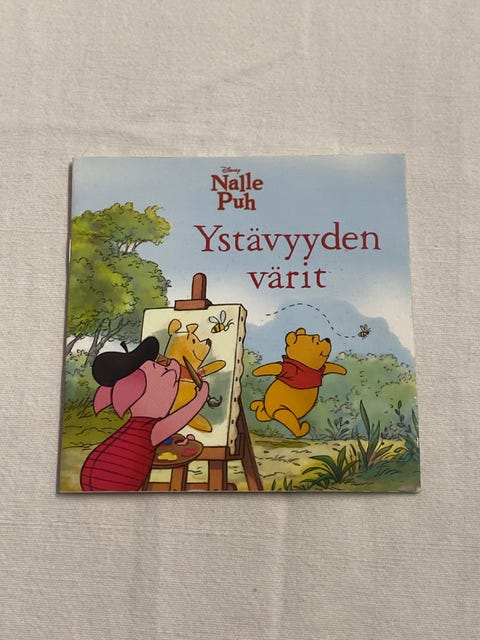 Disney
Nalle
Puh
Ystävyyden
värit